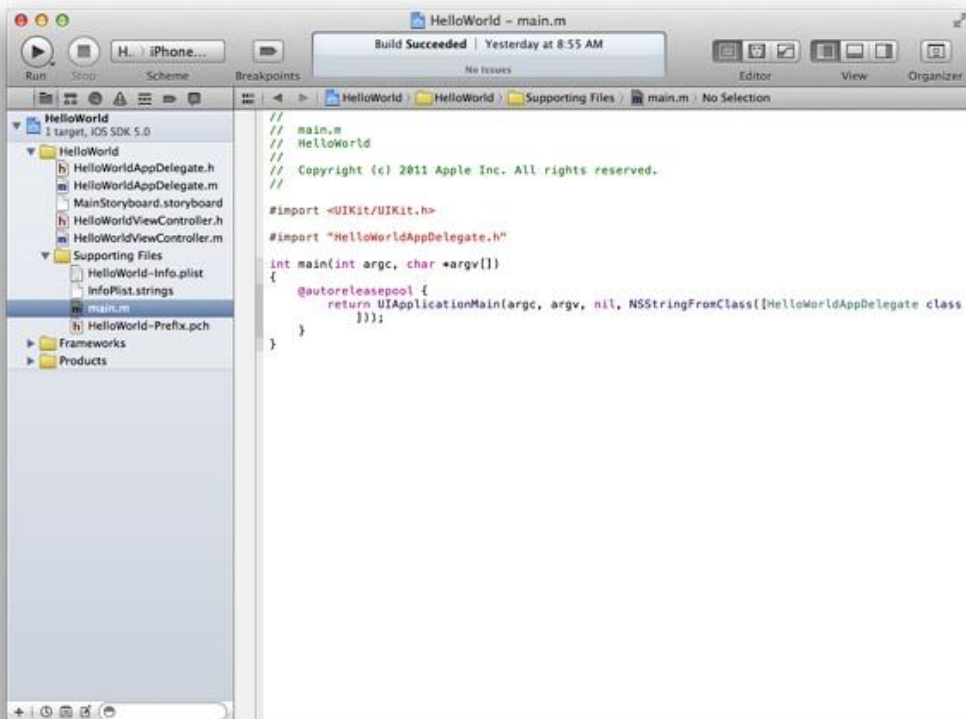 HelloWorld – main.m
H.. iPhone...
Build Succeeded | Yesterday at 8:55 AM
No Issues
Run Stop Scheme Breakpoints Editor View Organizer
HelloWorld HelloWorld Supporting Files main.m No Selection
HelloWorld
1 target, iOS SDK 5.0
HelloWorld
HelloWorldAppDelegate.h
HelloWorldAppDelegate.m
MainStoryboard.storyboard
HelloWorldViewController.h
HelloWorldViewController.m
Supporting Files
HelloWorld-Info.plist
InfoPlist.strings
main.m
HelloWorld-Prefix.pch
Frameworks
Products
//
// main.m
// HelloWorld
//
// Copyright (c) 2011 Apple Inc. All rights reserved.
//
#import <UIKit/UIKit.h>
#import "HelloWorldAppDelegate.h"
int main(int argc, char *argv[])
{
@autoreleasepool {
return UIApplicationMain(argc, argv, nil, NSStringFromClass([HelloWorldAppDelegate class
]));
}
}